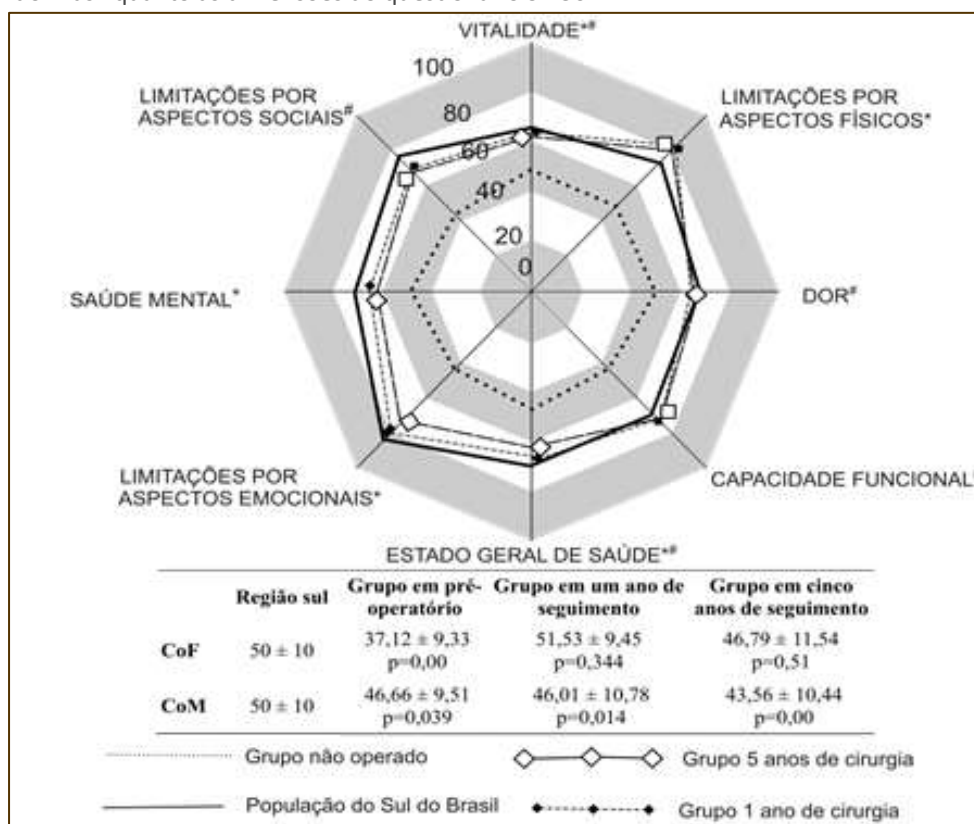 VITALIDADE*#
LIMITAÇÕES POR
ASPECTOS SOCIAIS#
LIMITAÇÕES POR
ASPECTOS FÍSICOS*
100
80
60
40
20
0
SAÚDE MENTAL*
DOR#
LIMITAÇÕES POR
ASPECTOS EMOCIONAIS*
CAPACIDADE FUNCIONAL
ESTADO GERAL DE SAÚDE*#
Região sul Grupo em pré-operatório Grupo em um ano de seguimento Grupo em cinco anos de seguimento
CoF 50 ± 10 37,12 ± 9,33 51,53 ± 9,45 46,79 ± 11,54
p=0,00 p=0,344 p=0,51
CoM 50 ± 10 46,66 ± 9,51 46,01 ± 10,78 43,56 ± 10,44
p=0,039 p=0,014 p=0,00
Grupo não operado
Grupo 5 anos de cirurgia
População do Sul do Brasil
Grupo 1 ano de cirurgia